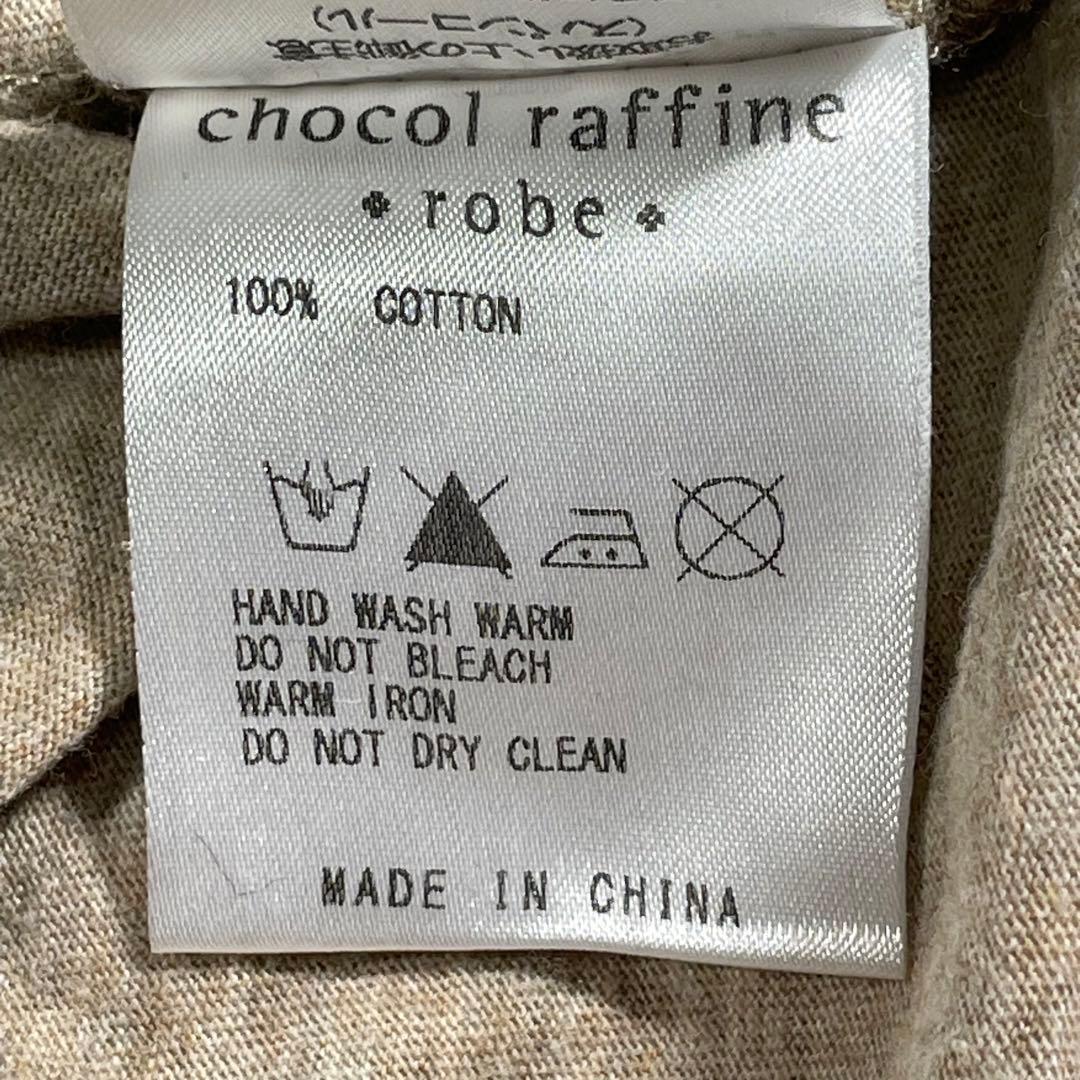 chocol raffine
robe
100% COTTON
HAND WASH WARM
DO NOT BLEACH
WARM IRON
DO NOT DRY CLEAN
MADE IN CHINA